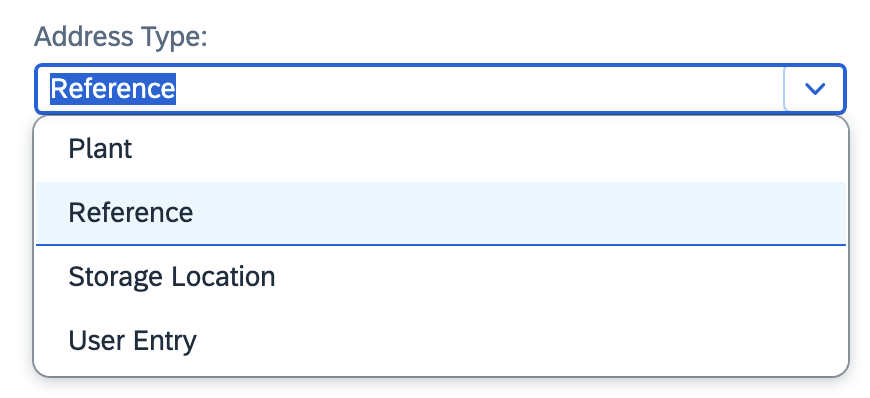 Address Type:
Reference
Plant
Reference
Storage Location
User Entry